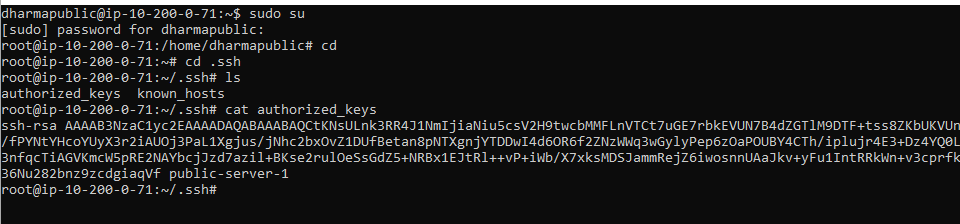 dharmapublic@ip-10-200-0-71:~$ sudo su
[sudo] password for dharmapublic:
root@ip-10-200-0-71:/home/dharmapublic# cd
root@ip-10-200-0-71:~# cd .ssh
root@ip-10-200-0-71:~/.ssh# ls
authorized_keys  known_hosts
root@ip-10-200-0-71:~/.ssh# cat authorized_keys
ssh-rsa AAAAB3NzaC1yc2EAAAADAQABAAABAQCtKNsULnk3RR4J1NmIjiaNiu5csV2H9twcbMMFLnVTCt7uGE7rbkEVUN7B4dZGTlM9DTF+tss8ZKbUKVUn
/fPYNtYHcoYUyX3r2iAUOj3PaL1Xgjus/jNhc2bxOvZ1DUfBetan8pNTXgnjYTDDwI4d6OR6f2ZNzWWq3wGylyPep6zOaPOUBY4CTh/iplujr4E3+Dz4YQ0L
3nfqcTiAGVKmcW5pRE2NAYbcjJzd7azil+BKse2rulOeSsGdZ5+NRBx1EJtRl++vP+iWb/X7xksMDSJammRejZ6iwosnnUAaJkv+yFu1IntRRkWn+v3cprfk
36Nu282bnz9zcdgiaqVf public-server-1
root@ip-10-200-0-71:~/.ssh#